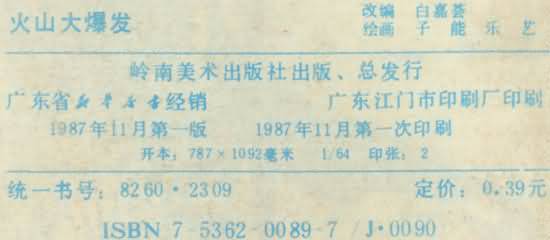 火山大爆发
改编 白嘉荟
绘画 子能 乐艺
岭南美术出版社出版、总发行
广东省新华书店经销 广东江门市印刷厂印刷
1987年11月第一版 1987年11月第一次印刷
开本：787×1092毫米 1/64 印张：2
统一书号：8260·2309 定价：0.39元
ISBN 7-5362-0089-7/J·0090